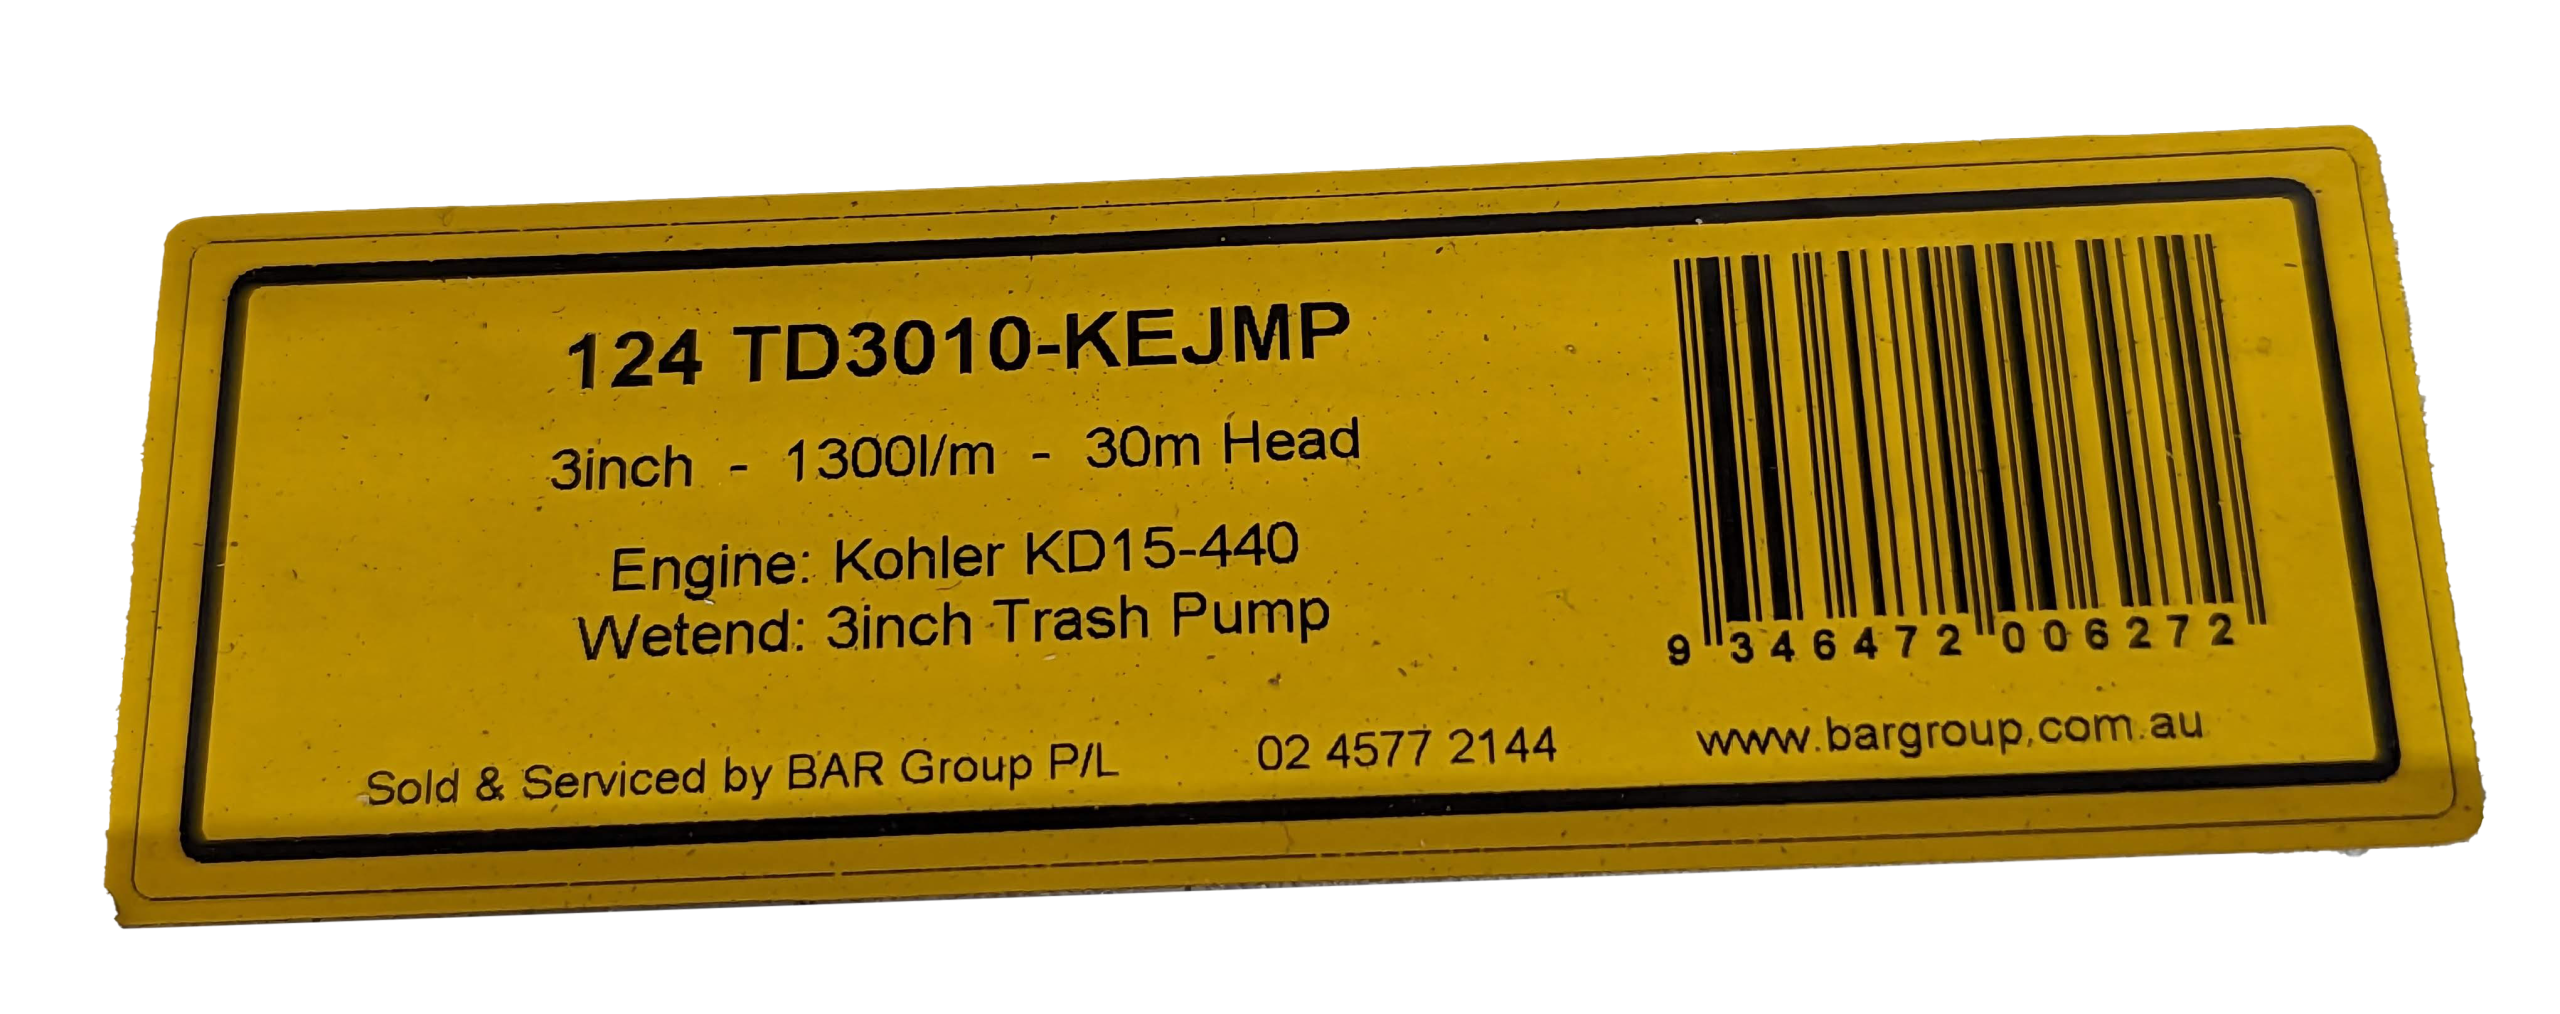 124 TD3010-KEJMP
3inch - 1300l/m - 30m Head
Engine: Kohler KD15-440
Wetend: 3inch Trash Pump
9 346472 006272
Sold & Serviced by BAR Group P/L 02 4577 2144 www.bargroup.com.au